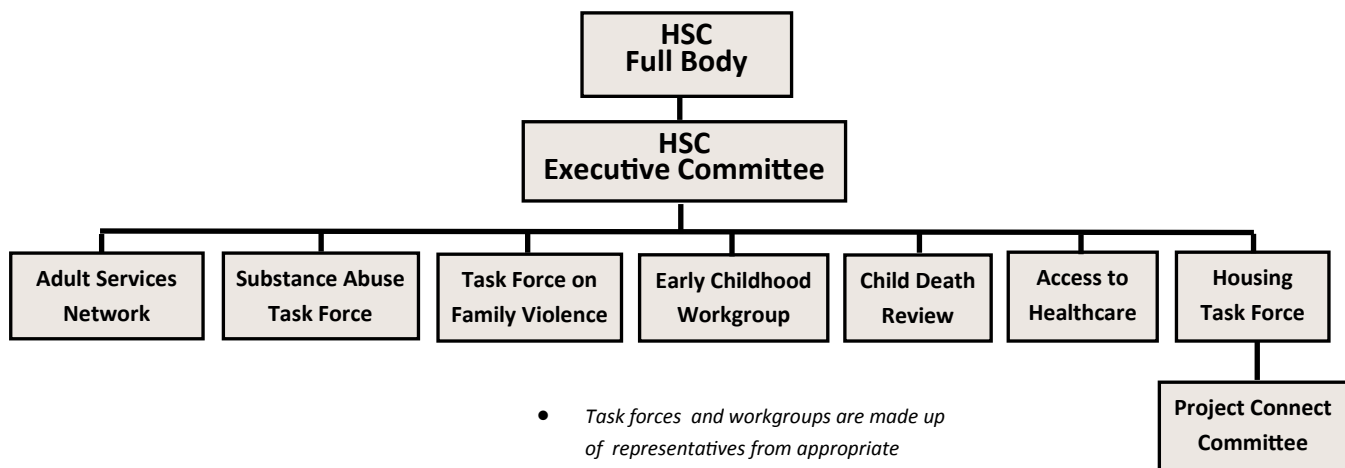 HSC
Full Body
HSC
Executive Committee
Adult Services
Network
Substance Abuse
Task Force
Task Force on
Family Violence
Early Childhood
Workgroup
Child Death
Review
Access to
Healthcare
Housing
Task Force
Project Connect
Committee
• Task forces and workgroups are made up
of representatives from appropriate